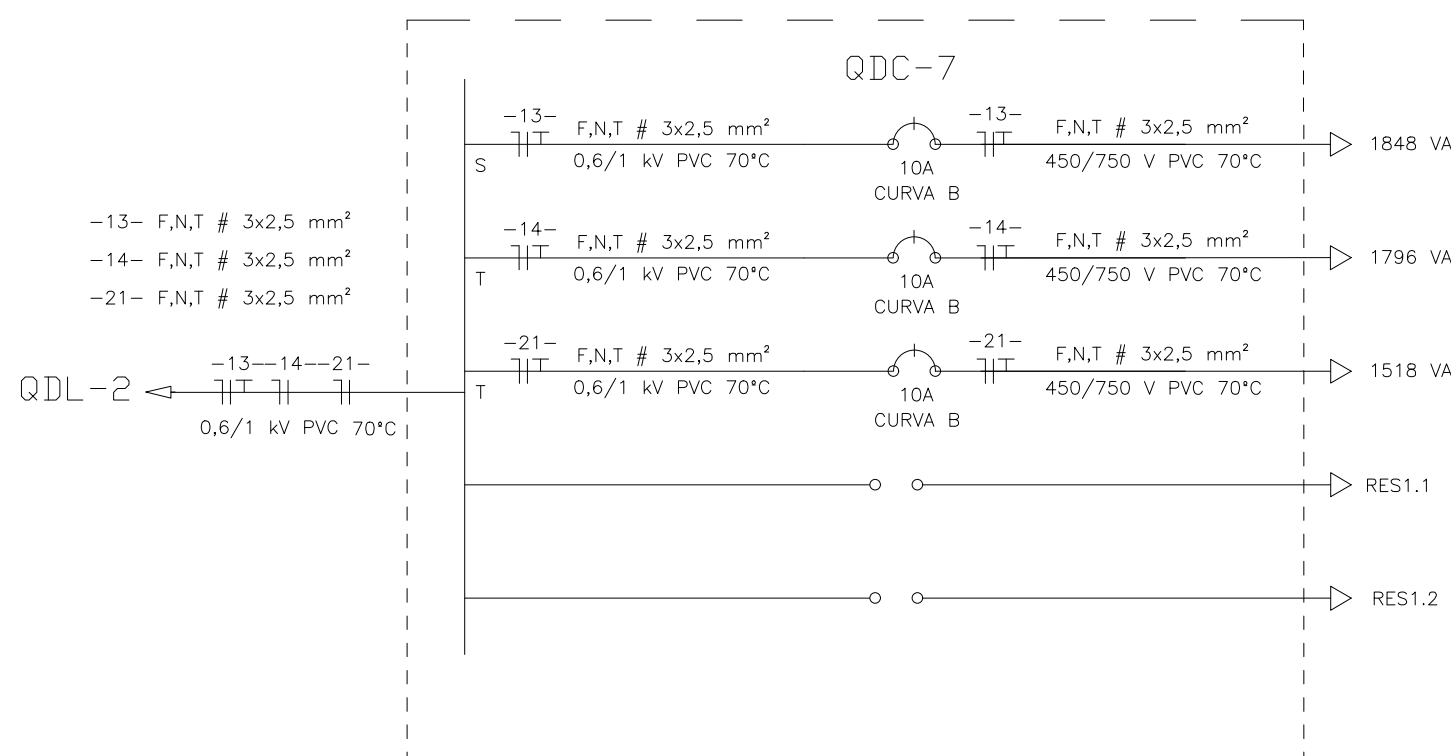 QDC-7
-13-
F,N,T # 3x2,5 mm²
-13-
F,N,T # 3x2,5 mm²
1848 VA
S
0,6/1 kV PVC 70°C
10A
450/750 V PVC 70°C
CURVA B
-13- F,N,T # 3x2,5 mm²
-14- F,N,T # 3x2,5 mm²
-21- F,N,T # 3x2,5 mm²
-14-
F,N,T # 3x2,5 mm²
-14-
F,N,T # 3x2,5 mm²
1796 VA
T
0,6/1 kV PVC 70°C
10A
450/750 V PVC 70°C
CURVA B
-21-
F,N,T # 3x2,5 mm²
-21-
F,N,T # 3x2,5 mm²
1518 VA
T
0,6/1 kV PVC 70°C
10A
450/750 V PVC 70°C
CURVA B
-13--14--21-
QDL-2
0,6/1 kV PVC 70°C
RES1.1
RES1.2